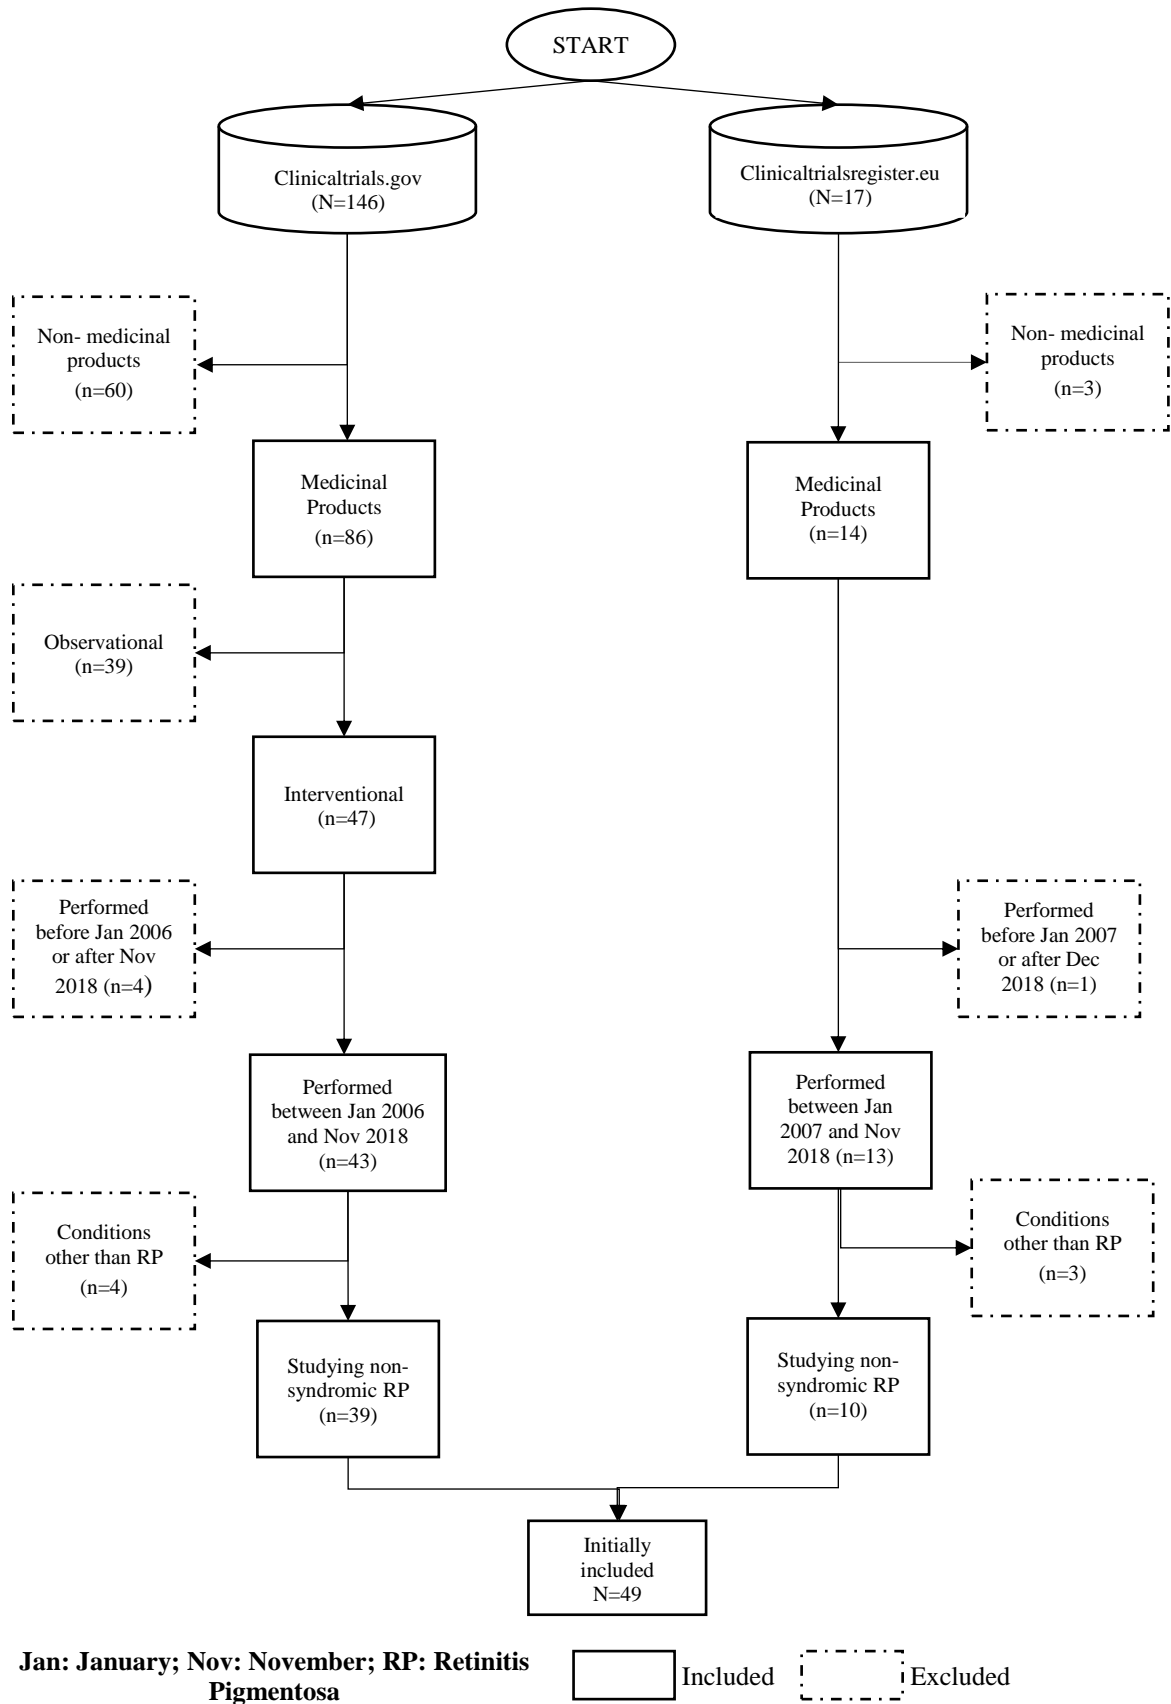 START
Clinicaltrials.gov
(N=146)
Clinicaltrialsregister.eu
(N=17)
Non- medicinal
products
(n=60)
Non- medicinal
products
(n=3)
Medicinal
Products
(n=86)
Medicinal
Products
(n=14)
Observational
(n=39)
Interventional
(n=47)
Performed
before Jan 2006
or after Nov
2018 (n=4)
Performed
before Jan 2007
or after Dec
2018 (n=1)
Performed
between Jan 2006
and Nov 2018
(n=43)
Performed
between Jan
2007 and Nov
2018 (n=13)
Conditions
other than RP
(n=4)
Conditions
other than RP
(n=3)
Studying non-
syndromic RP
(n=39)
Studying non-
syndromic RP
(n=10)
Initially
included
N=49
Jan: January; Nov: November; RP: Retinitis
Pigmentosa
Included
Excluded